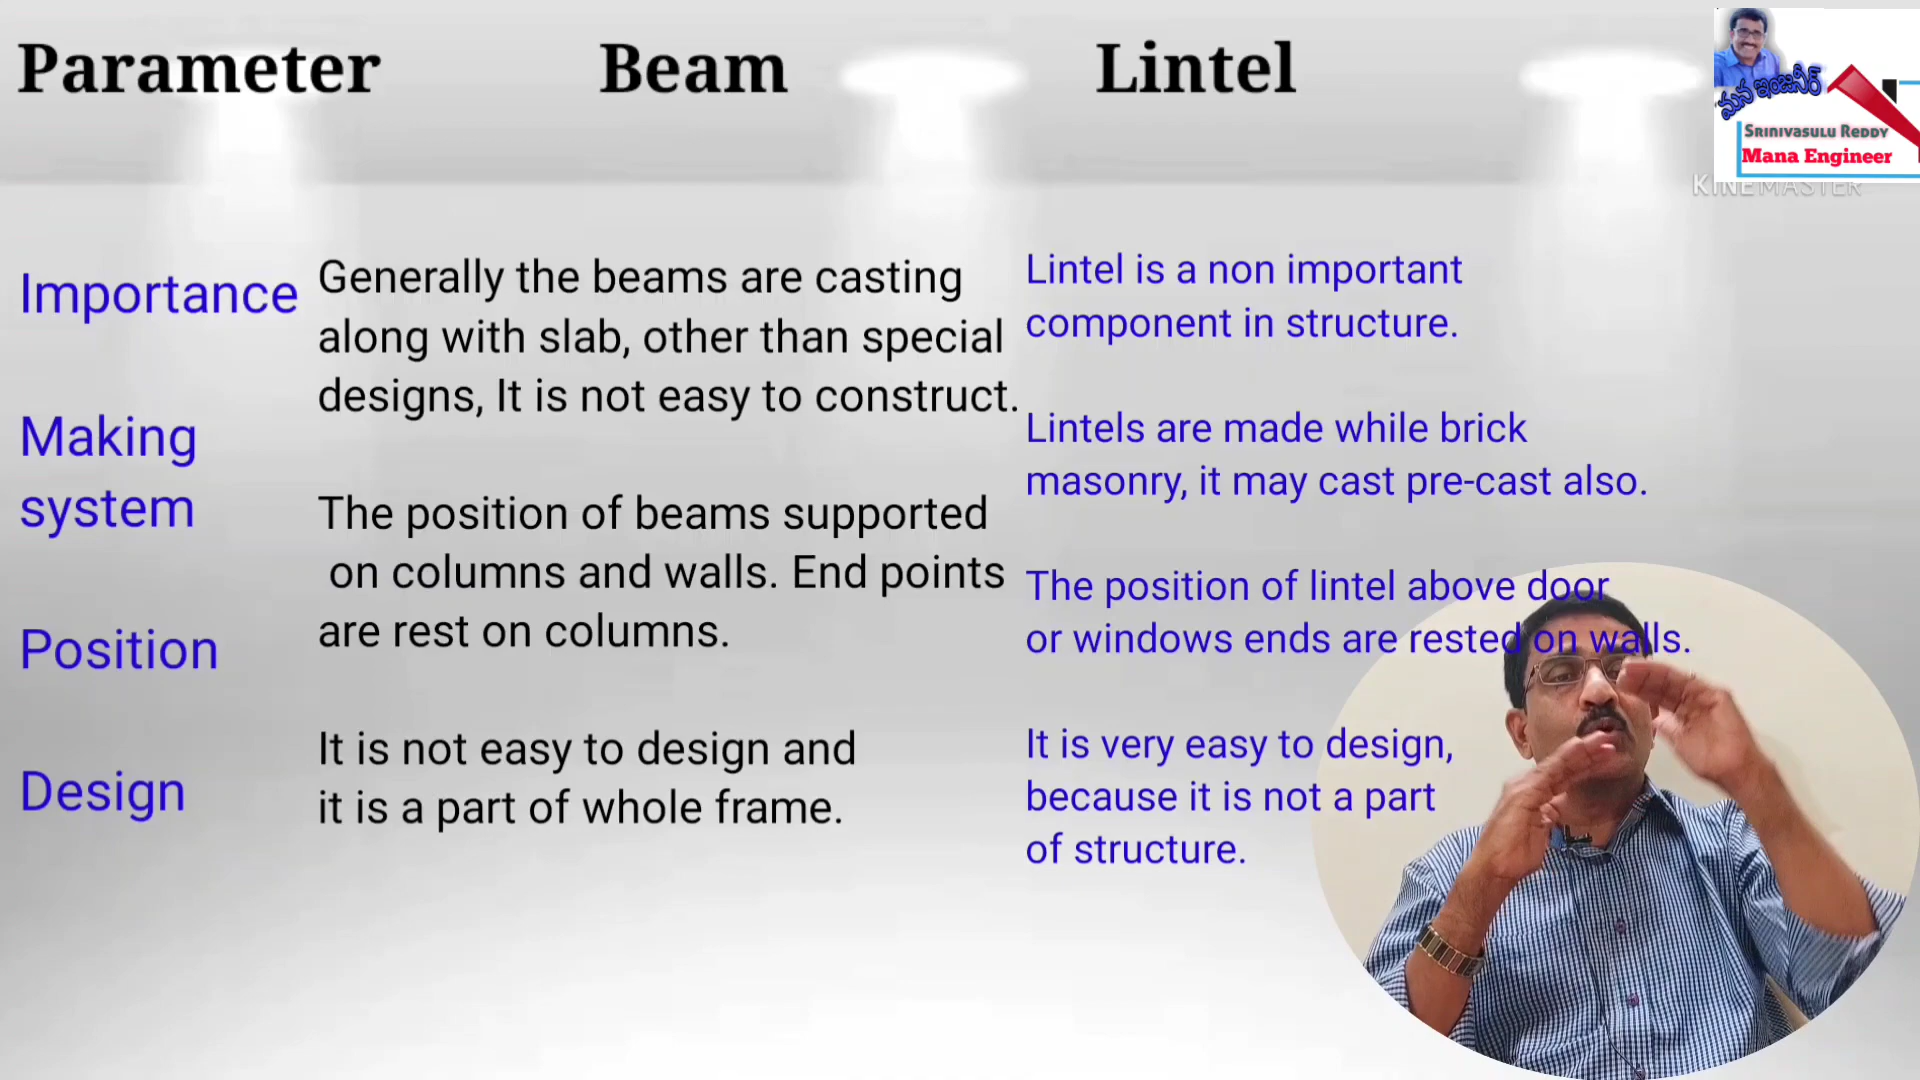 Parameter Beam Lintel
మన ఇంజనీర్
SRINIVASULU REDDY
Mana Engineer
KINEMASTER
Importance
Making
system
Position
Design
Generally the beams are casting
along with slab, other than special
designs, It is not easy to construct.
The position of beams supported
on columns and walls. End points
are rest on columns.
It is not easy to design and
it is a part of whole frame.
Lintel is a non important
component in structure.
Lintels are made while brick
masonry, it may cast pre-cast also.
The position of lintel above door
or windows ends are rested on walls.
It is very easy to design,
because it is not a part
of structure.